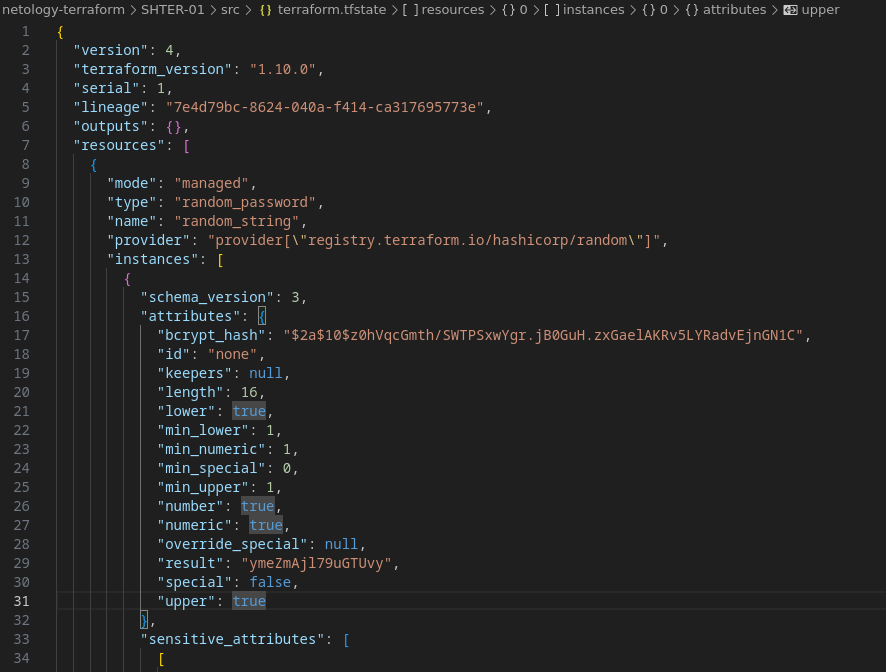 netology-terraform > SHTER-01 > src > {} terraform.tfstate > [ ] resources > {} 0 > [ ] instances > {} 0 > {} attributes > upper
1 {
2 "version": 4,
3 "terraform_version": "1.10.0",
4 "serial": 1,
5 "lineage": "7e4d79bc-8624-040a-f414-ca317695773e",
6 "outputs": {},
7 "resources": [
8 {
9 "mode": "managed",
10 "type": "random_password",
11 "name": "random_string",
12 "provider": "provider[\"registry.terraform.io/hashicorp/random\"]",
13 "instances": [
14 {
15 "schema_version": 3,
16 "attributes": {
17 "bcrypt_hash": "$2a$10$z0hVqcGmth/SWTPSxwYgr.jB0GuH.zxGaelAKRv5LYRadvEjnGN1C",
18 "id": "none",
19 "keepers": null,
20 "length": 16,
21 "lower": true,
22 "min_lower": 1,
23 "min_numeric": 1,
24 "min_special": 0,
25 "min_upper": 1,
26 "number": true,
27 "numeric": true,
28 "override_special": null,
29 "result": "ymeZmAjl79uGTUvy",
30 "special": false,
31 "upper": true
32 },
33 "sensitive_attributes": [
34 [